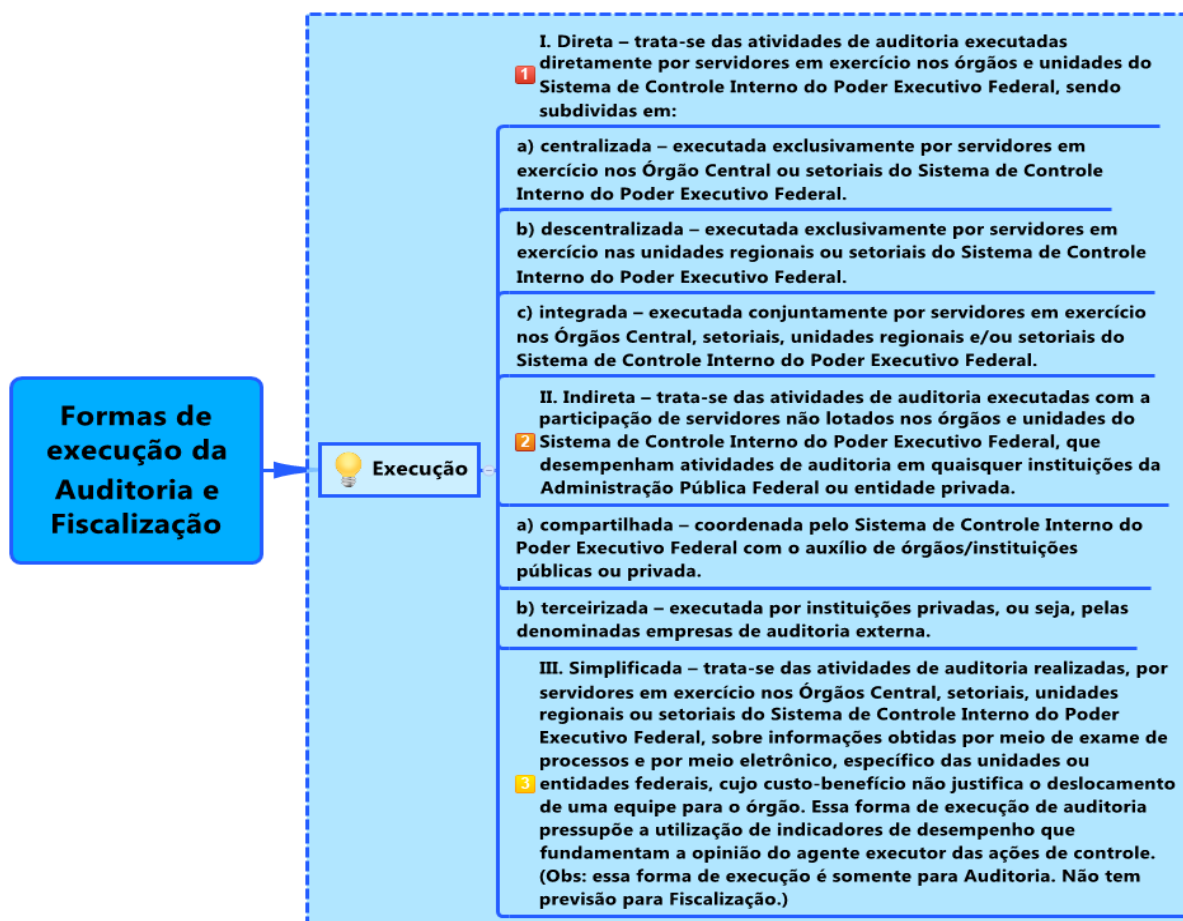 Formas de
execução da
Auditoria e
Fiscalização
Execução
I. Direta – trata-se das atividades de auditoria executadas
1 diretamente por servidores em exercício nos órgãos e unidades do
Sistema de Controle Interno do Poder Executivo Federal, sendo
subdividas em:
a) centralizada – executada exclusivamente por servidores em
exercício nos Órgão Central ou setoriais do Sistema de Controle
Interno do Poder Executivo Federal.
b) descentralizada – executada exclusivamente por servidores em
exercício nas unidades regionais ou setoriais do Sistema de Controle
Interno do Poder Executivo Federal.
c) integrada – executada conjuntamente por servidores em exercício
nos Órgãos Central, setoriais, unidades regionais e/ou setoriais do
Sistema de Controle Interno do Poder Executivo Federal.
II. Indireta – trata-se das atividades de auditoria executadas com a
participação de servidores não lotados nos órgãos e unidades do
2 Sistema de Controle Interno do Poder Executivo Federal, que
desempenham atividades de auditoria em quaisquer instituições da
Administração Pública Federal ou entidade privada.
a) compartilhada – coordenada pelo Sistema de Controle Interno do
Poder Executivo Federal com o auxílio de órgãos/instituições
públicas ou privada.
b) terceirizada – executada por instituições privadas, ou seja, pelas
denominadas empresas de auditoria externa.
III. Simplificada – trata-se das atividades de auditoria realizadas, por
servidores em exercício nos Órgãos Central, setoriais, unidades
regionais ou setoriais do Sistema de Controle Interno do Poder
Executivo Federal, sobre informações obtidas por meio de exame de
processos e por meio eletrônico, específico das unidades ou
3 entidades federais, cujo custo-benefício não justifica o deslocamento
de uma equipe para o órgão. Essa forma de execução de auditoria
pressupõe a utilização de indicadores de desempenho que
fundamentam a opinião do agente executor das ações de controle.
(Obs: essa forma de execução é somente para Auditoria. Não tem
previsão para Fiscalização.)